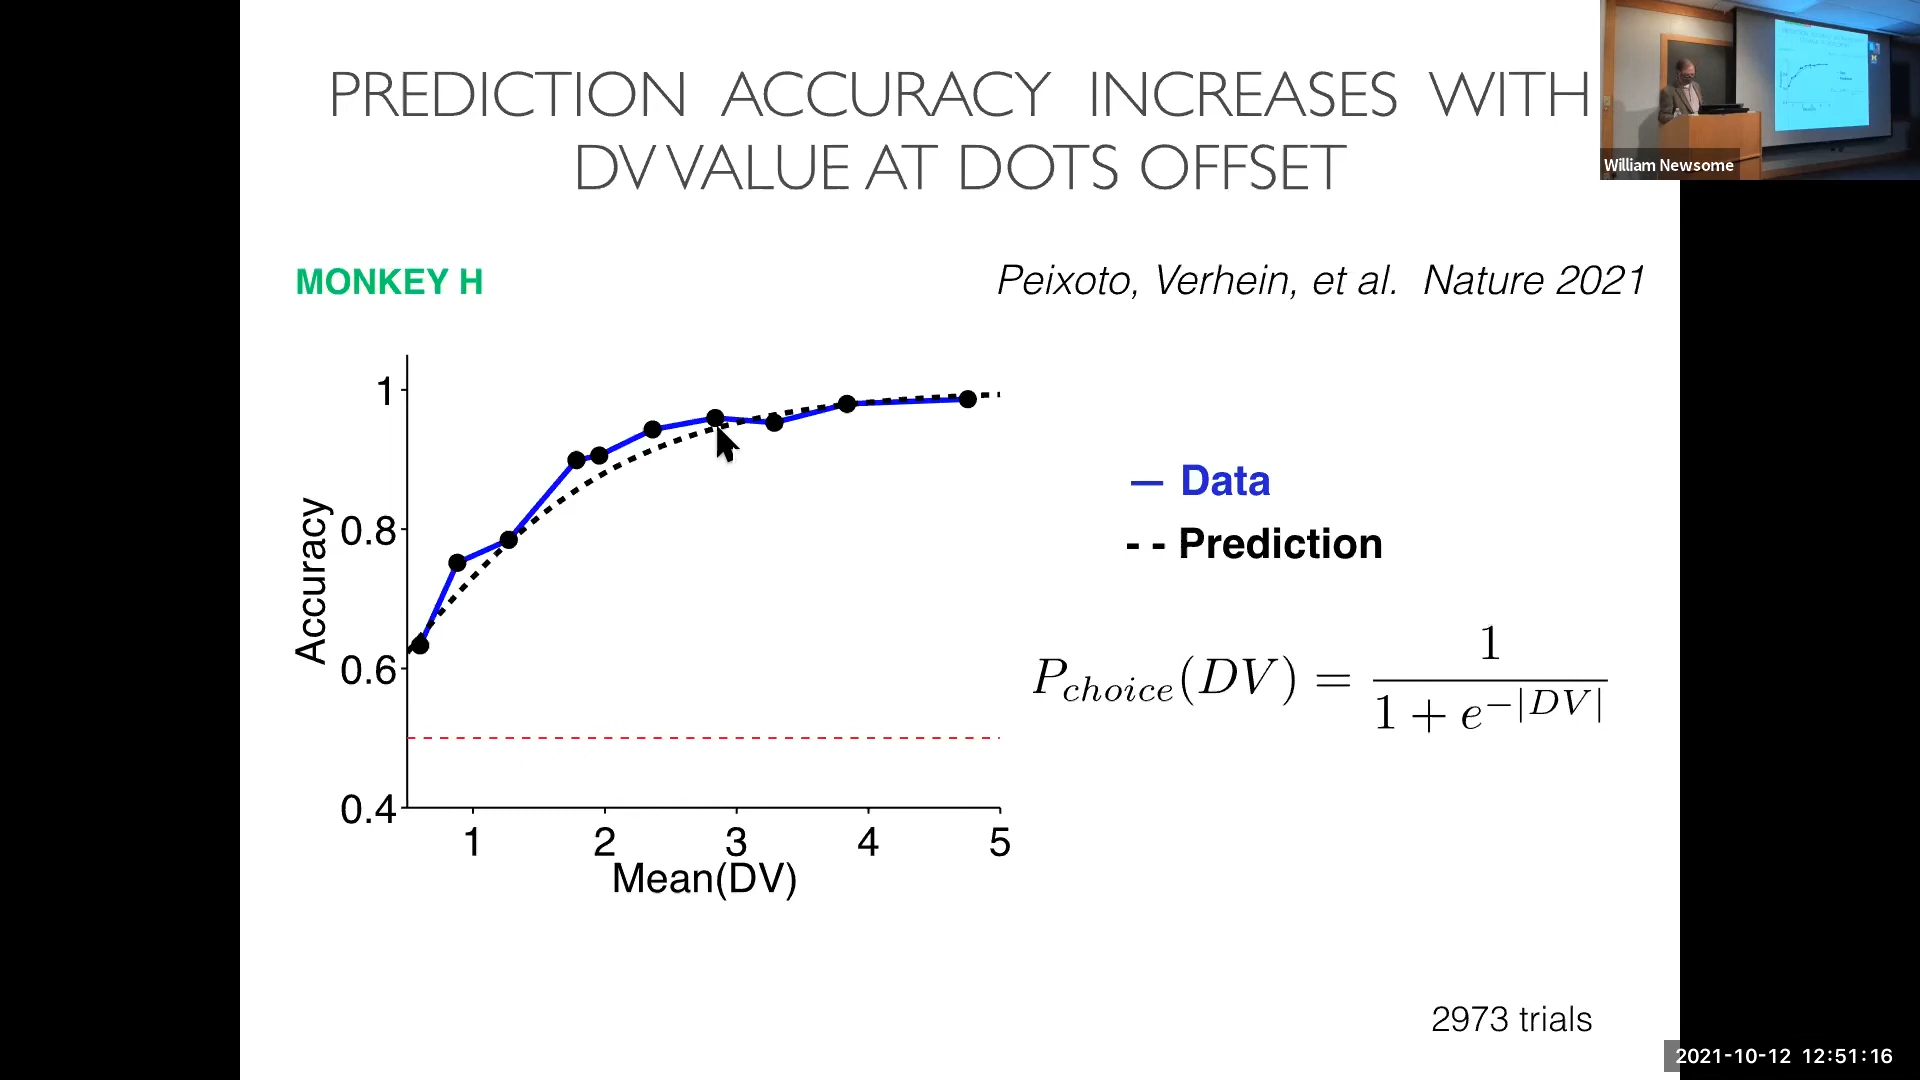 PREDICTION ACCURACY INCREASES WITH
DV VALUE AT DOTS OFFSET
William Newsome
MONKEY H
Peixoto, Verhein, et al. Nature 2021
1
0.8
0.6
0.4
Accuracy
1 2 3 4 5
Mean(DV)
— Data
- - Prediction
P_choice(DV) = 1 / (1 + e^{-|DV|})
2973 trials
2021-10-12 12:51:16